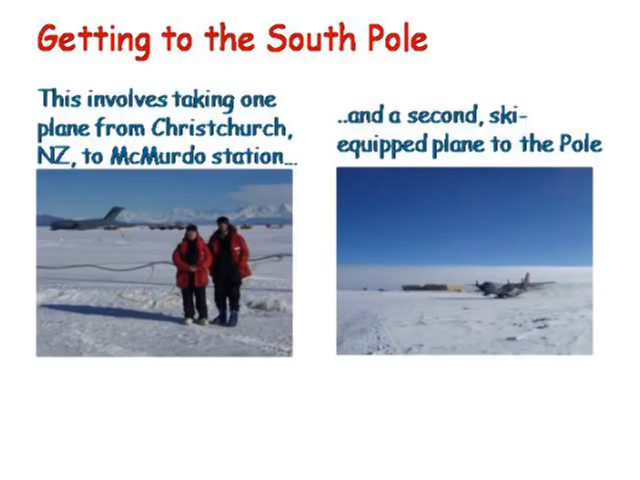 Getting to the South Pole
This involves taking one
plane from Christchurch,
NZ, to McMurdo station...
..and a second, ski-
equipped plane to the Pole